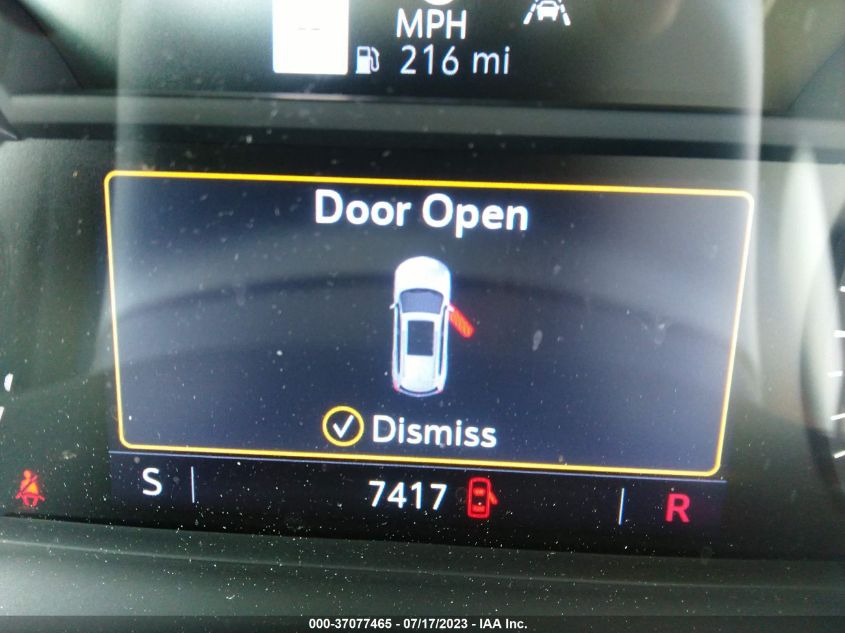 MPH
216 mi
Door Open
Dismiss
S 7417 R
000-37077465 - 07/17/2023 - IAA Inc.